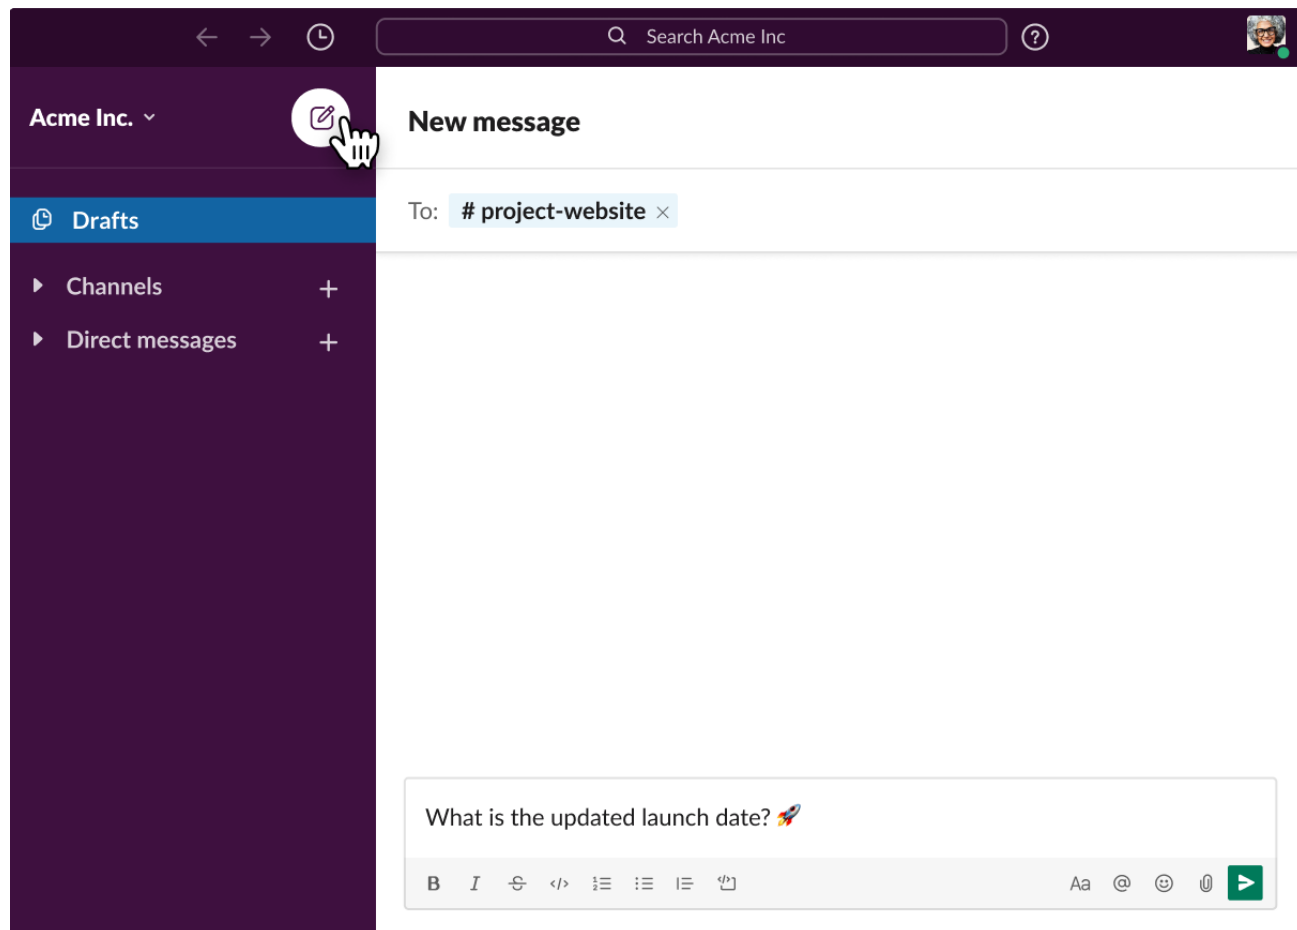 Search Acme Inc
Acme Inc.
New message
Drafts
To: # project-website
Channels
Direct messages
What is the updated launch date? 🚀
B I S </> Aa @